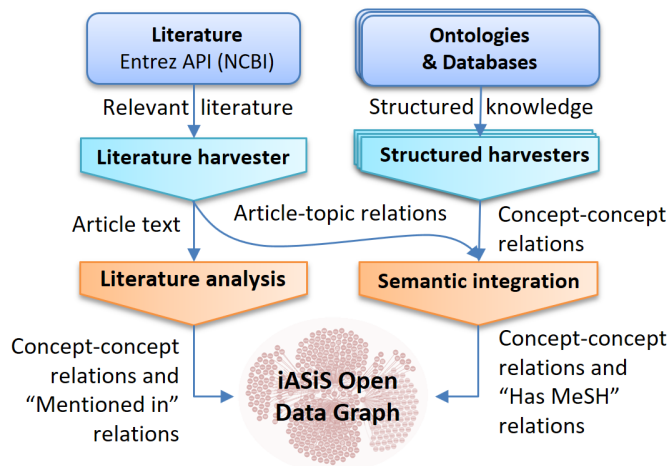 Literature
Entrez API (NCBI)
Ontologies
& Databases
Relevant literature
Structured knowledge
Literature harvester
Structured harvesters
Article text
Article-topic relations
Concept-concept
relations
Literature analysis
Semantic integration
Concept-concept
relations and
“Mentioned in”
relations
iASiS Open
Data Graph
Concept-concept
relations and
“Has MeSH”
relations